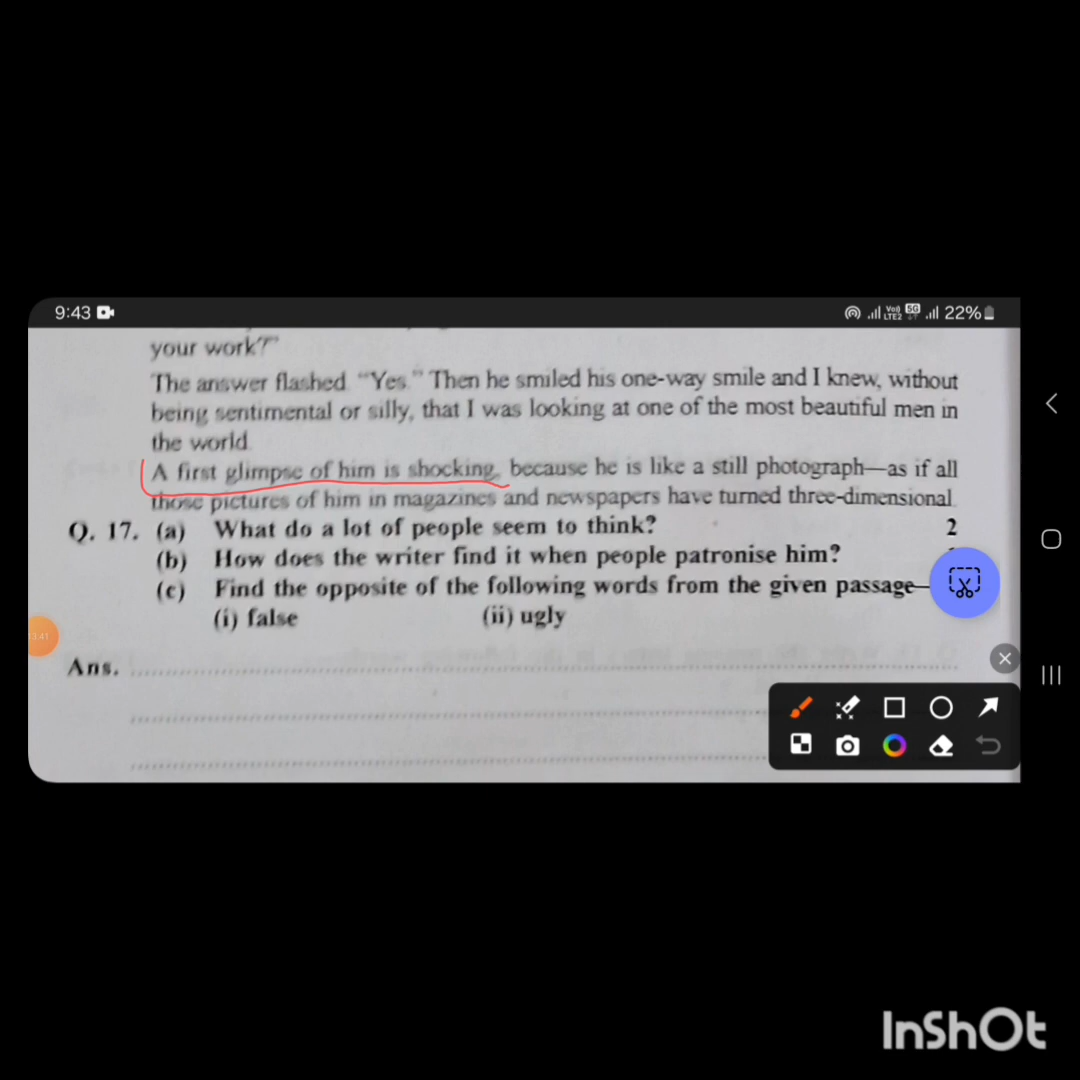 9:43
Vo) 5G
LTE2 22%
your work?"
The answer flashed. "Yes." Then he smiled his one-way smile and I knew, without
being sentimental or silly, that I was looking at one of the most beautiful men in
the world.
A first glimpse of him is shocking, because he is like a still photograph—as if all
those pictures of him in magazines and newspapers have turned three-dimensional.
Q. 17. (a) What do a lot of people seem to think? 2
(b) How does the writer find it when people patronise him?
(c) Find the opposite of the following words from the given passage—
(i) false (ii) ugly
Ans.
InShOt